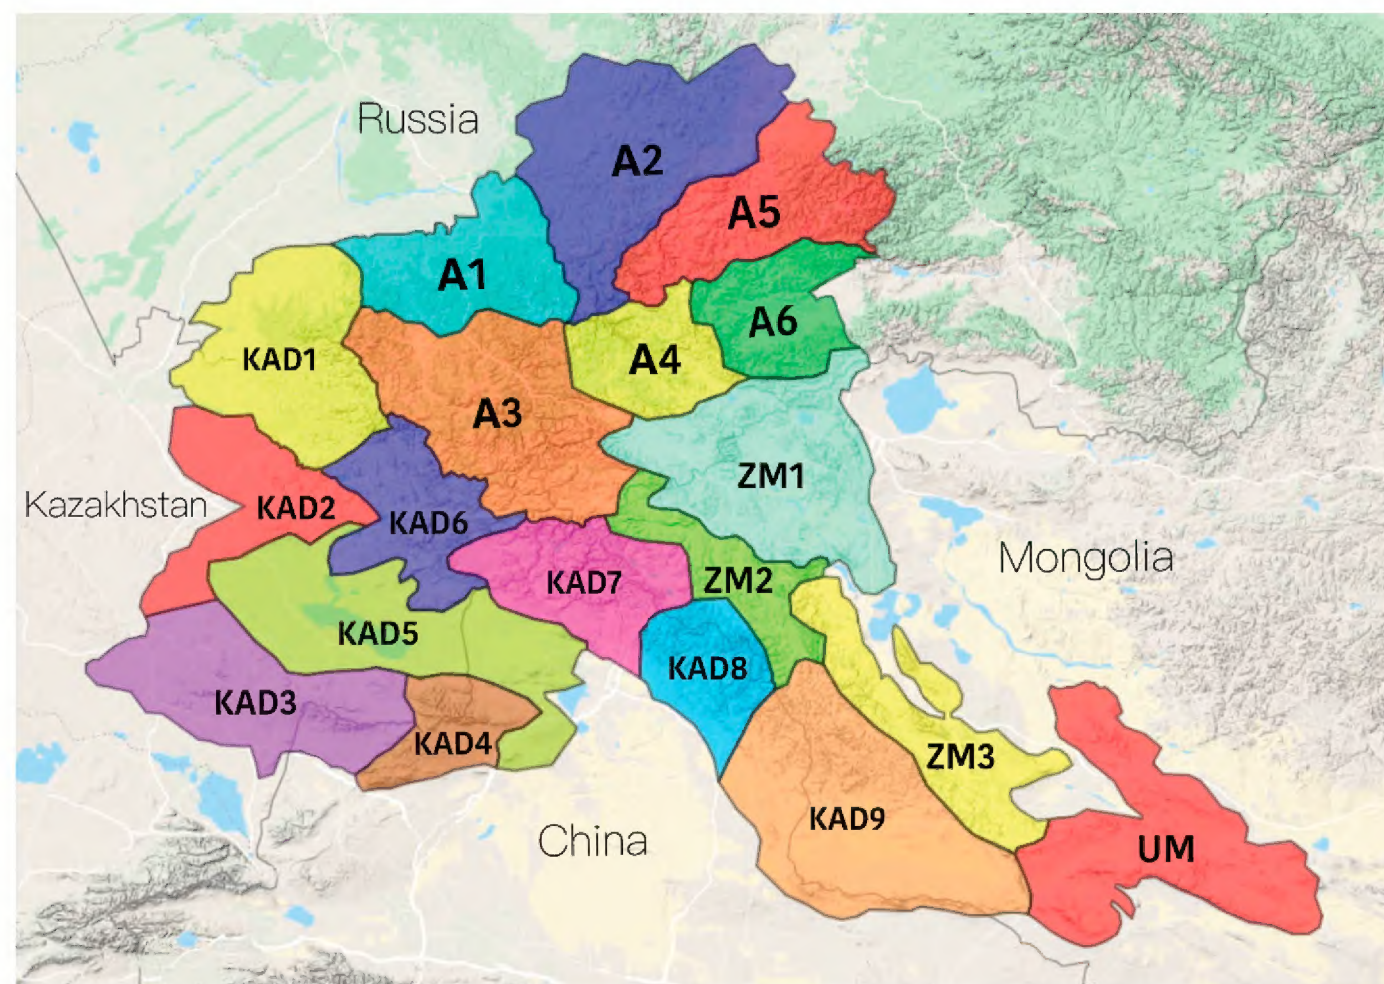 Russia
A2
A5
A1
A6
KAD1
A4
A3
ZM1
Kazakhstan
KAD2
KAD6
Mongolia
KAD7
ZM2
KAD5
KAD8
KAD3
KAD4
ZM3
KAD9
China
UM